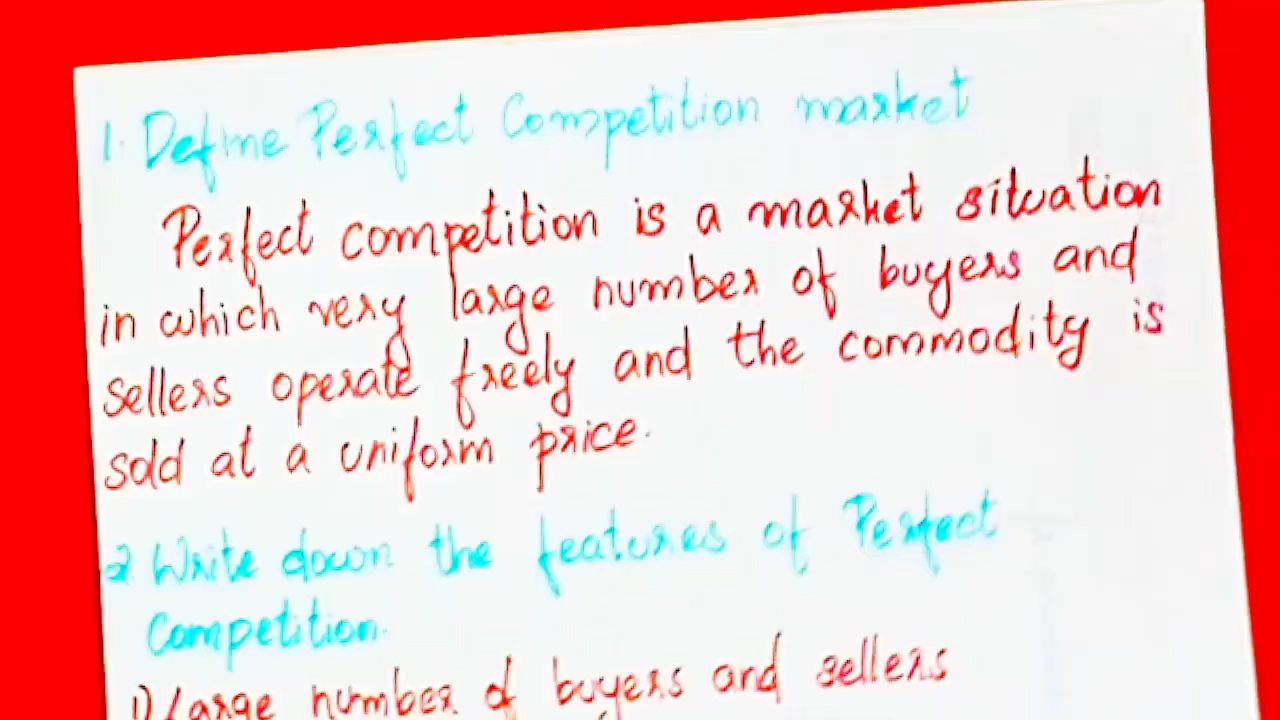 1. Define Perfect Competition market
Perfect competition is a market situation
in which very large number of buyers and
sellers operate freely and the commodity is
sold at a uniform price.
2. Write down the features of Perfect
Competition.
1) Large number of buyers and sellers